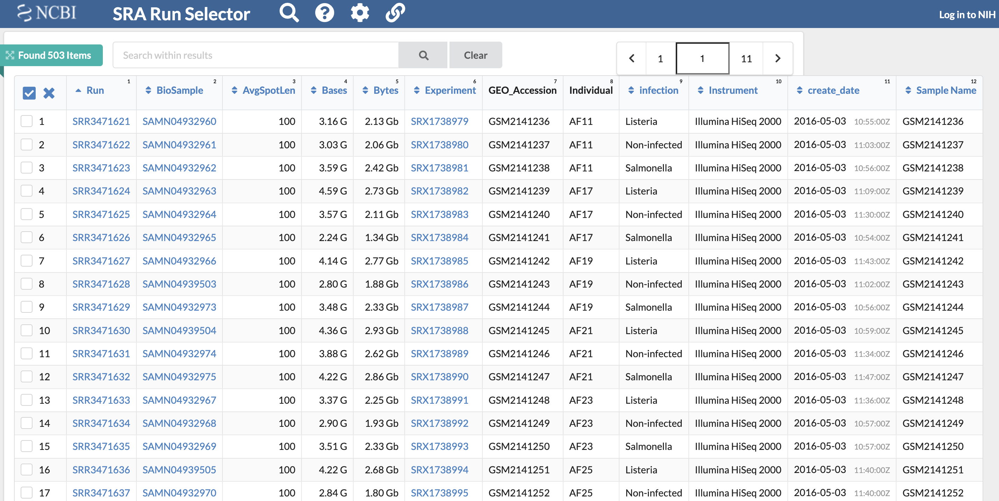 NCBI SRA Run Selector Log in to NIH
Found 503 Items Search within results Clear 1 1 11
1 2 3 4 5 6 7 8 9 10 11 12
Run BioSample AvgSpotLen Bases Bytes Experiment GEO_Accession Individual infection Instrument create_date Sample Name
1 SRR3471621 SAMN04932960 100 3.16 G 2.13 Gb SRX1738979 GSM2141236 AF11 Listeria Illumina HiSeq 2000 2016-05-03 10:55:00Z GSM2141236
2 SRR3471622 SAMN04932961 100 3.03 G 2.06 Gb SRX1738980 GSM2141237 AF11 Non-infected Illumina HiSeq 2000 2016-05-03 11:03:00Z GSM2141237
3 SRR3471623 SAMN04932962 100 3.59 G 2.42 Gb SRX1738981 GSM2141238 AF11 Salmonella Illumina HiSeq 2000 2016-05-03 10:56:00Z GSM2141238
4 SRR3471624 SAMN04932963 100 4.59 G 2.73 Gb SRX1738982 GSM2141239 AF17 Listeria Illumina HiSeq 2000 2016-05-03 11:09:00Z GSM2141239
5 SRR3471625 SAMN04932964 100 3.57 G 2.11 Gb SRX1738983 GSM2141240 AF17 Non-infected Illumina HiSeq 2000 2016-05-03 11:30:00Z GSM2141240
6 SRR3471626 SAMN04932965 100 2.24 G 1.34 Gb SRX1738984 GSM2141241 AF17 Salmonella Illumina HiSeq 2000 2016-05-03 10:54:00Z GSM2141241
7 SRR3471627 SAMN04932966 100 4.14 G 2.77 Gb SRX1738985 GSM2141242 AF19 Listeria Illumina HiSeq 2000 2016-05-03 11:43:00Z GSM2141242
8 SRR3471628 SAMN04939503 100 2.80 G 1.88 Gb SRX1738986 GSM2141243 AF19 Non-infected Illumina HiSeq 2000 2016-05-03 11:02:00Z GSM2141243
9 SRR3471629 SAMN04932973 100 3.48 G 2.33 Gb SRX1738987 GSM2141244 AF19 Salmonella Illumina HiSeq 2000 2016-05-03 10:56:00Z GSM2141244
10 SRR3471630 SAMN04939504 100 4.36 G 2.93 Gb SRX1738988 GSM2141245 AF21 Listeria Illumina HiSeq 2000 2016-05-03 10:59:00Z GSM2141245
11 SRR3471631 SAMN04932974 100 3.88 G 2.62 Gb SRX1738989 GSM2141246 AF21 Non-infected Illumina HiSeq 2000 2016-05-03 11:34:00Z GSM2141246
12 SRR3471632 SAMN04932975 100 4.22 G 2.86 Gb SRX1738990 GSM2141247 AF21 Salmonella Illumina HiSeq 2000 2016-05-03 11:47:00Z GSM2141247
13 SRR3471633 SAMN04932967 100 3.37 G 2.25 Gb SRX1738991 GSM2141248 AF23 Listeria Illumina HiSeq 2000 2016-05-03 11:36:00Z GSM2141248
14 SRR3471634 SAMN04932968 100 2.90 G 1.93 Gb SRX1738992 GSM2141249 AF23 Non-infected Illumina HiSeq 2000 2016-05-03 10:57:00Z GSM2141249
15 SRR3471635 SAMN04932969 100 3.51 G 2.33 Gb SRX1738993 GSM2141250 AF23 Salmonella Illumina HiSeq 2000 2016-05-03 10:57:00Z GSM2141250
16 SRR3471636 SAMN04939505 100 4.22 G 2.68 Gb SRX1738994 GSM2141251 AF25 Listeria Illumina HiSeq 2000 2016-05-03 11:40:00Z GSM2141251
17 SRR3471637 SAMN04932970 100 2.84 G 1.80 Gb SRX1738995 GSM2141252 AF25 Non-infected Illumina HiSeq 2000 2016-05-03 11:40:00Z GSM2141252